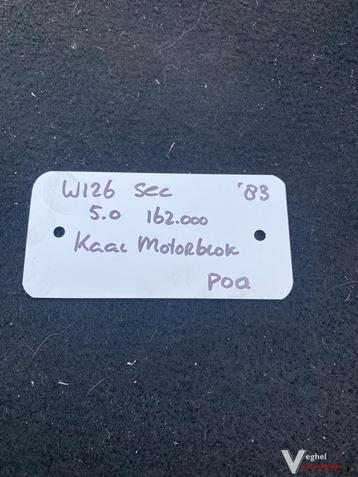 W126 SEC '83
5.0 162.000
Kaal Motorblok
POA
Veghel